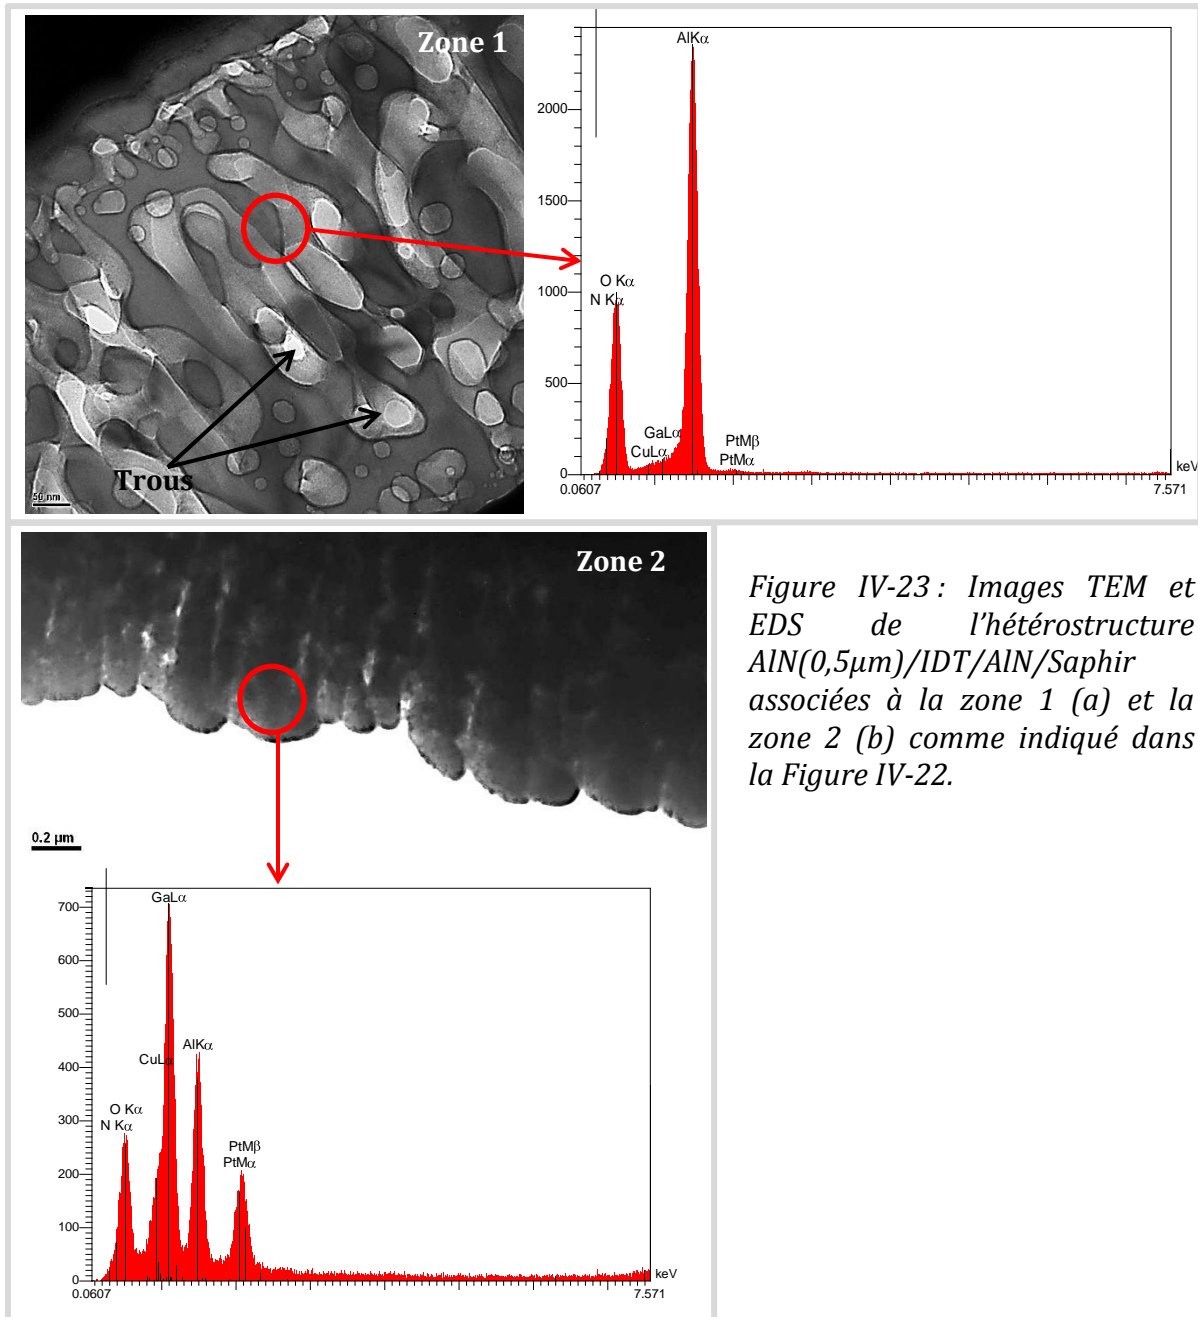 Zone 1
Trous
50 nm
AlKα
2000
1500
1000
500
0
O Kα
N Kα
GaLα
CuLα
PtMβ
PtMα
keV
0.0607
7.571
Zone 2
0.2 µm
GaLα
700
600
500
400
300
200
100
0
CuLα
AlKα
O Kα
N Kα
PtMβ
PtMα
keV
0.0607
7.571
Figure IV-23 : Images TEM et
EDS de l'hétérostructure
AlN(0,5µm)/IDT/AlN/Saphir
associées à la zone 1 (a) et la
zone 2 (b) comme indiqué dans
la Figure IV-22.